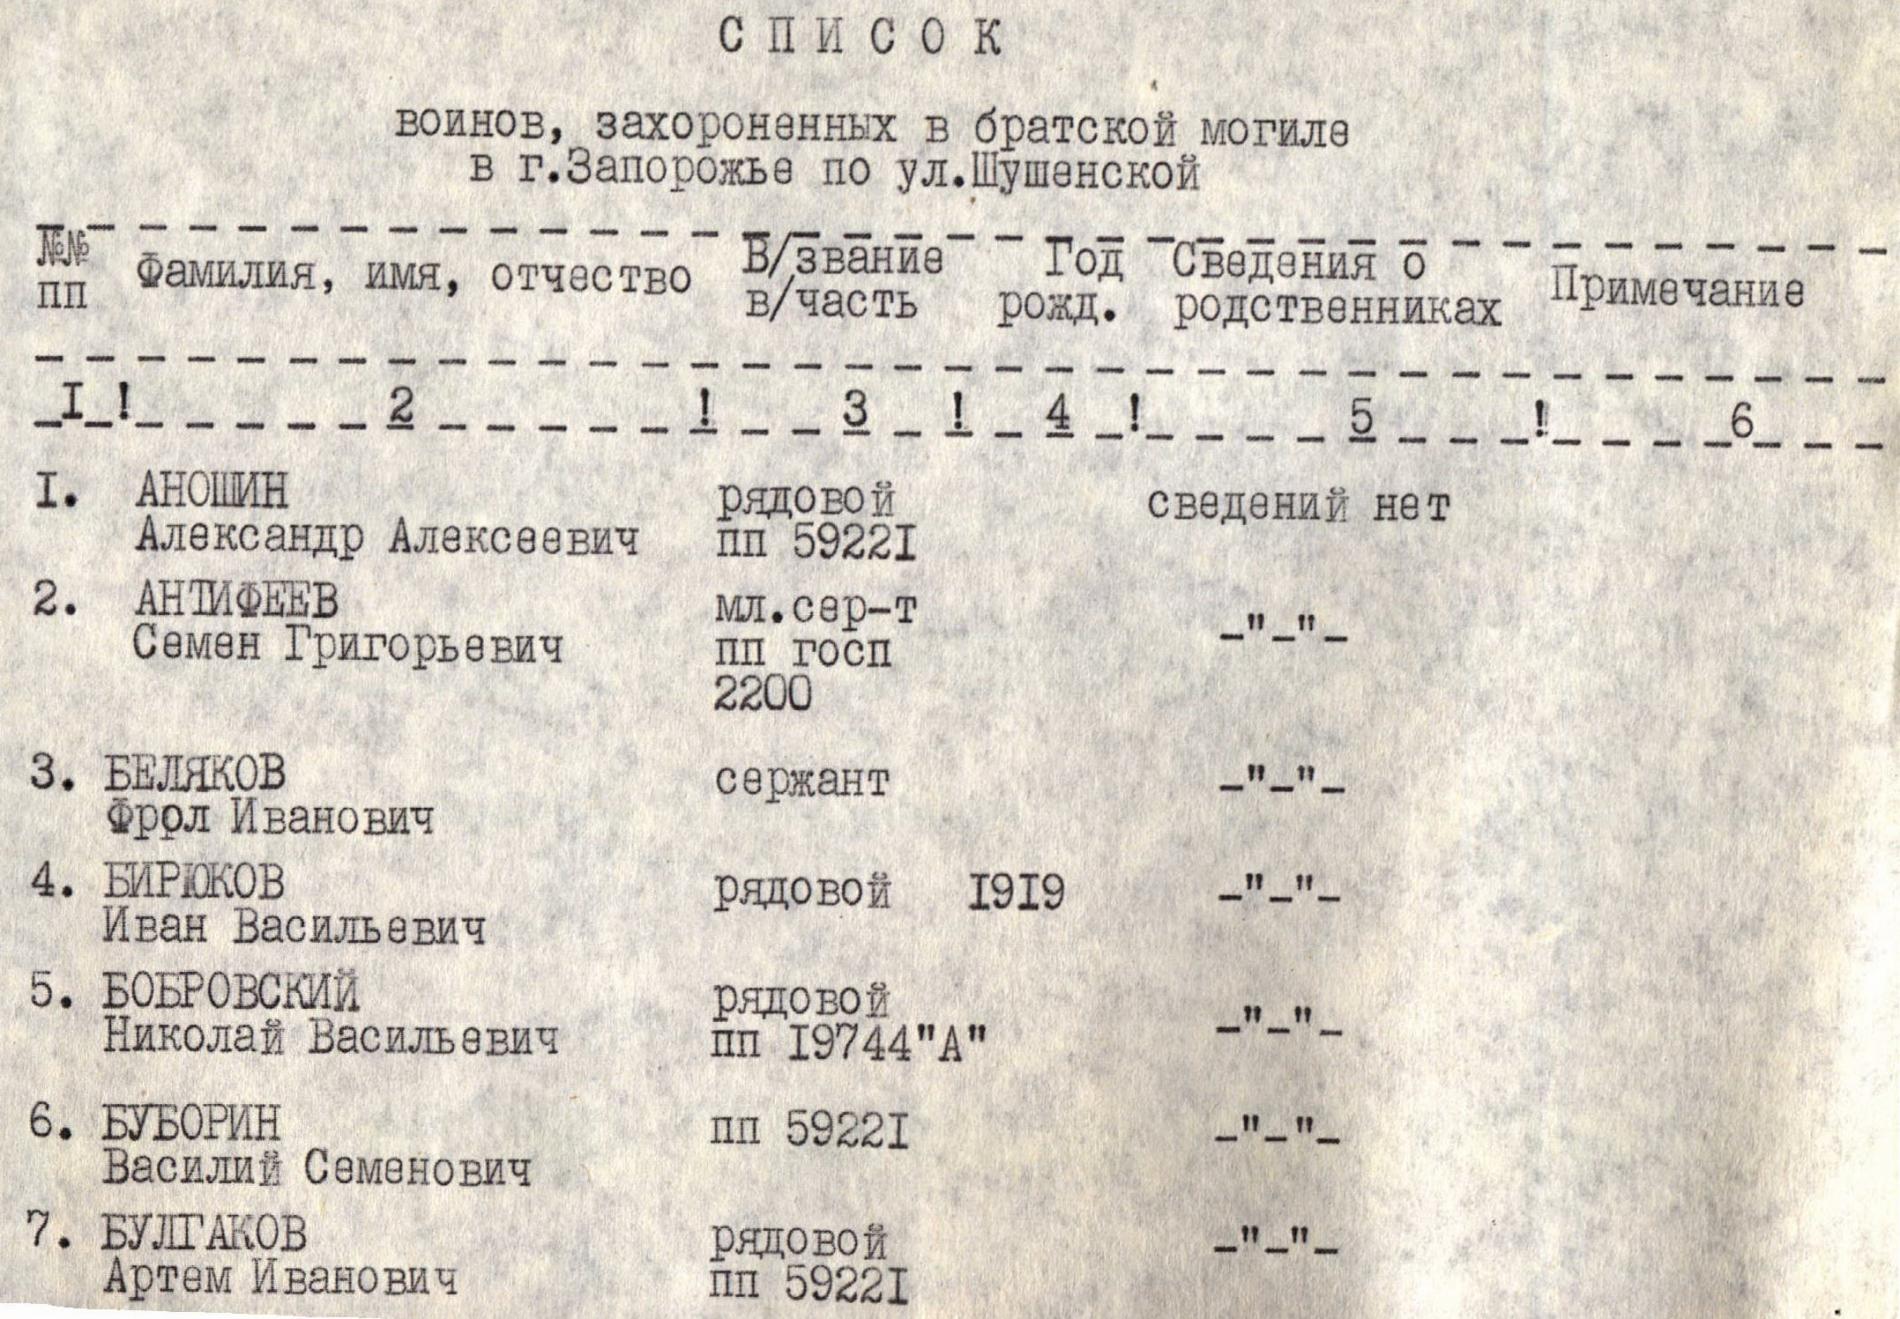 СПИСОК
воинов, захороненных в братской могиле
в г.Запорожье по ул.Шушенской
№№ пп Фамилия, имя, отчество В/звание в/часть Год рожд. Сведения о родственниках Примечание
I ! 2 ! 3 ! 4 ! 5 ! 6
I. АНОШИН рядовой сведений нет
Александр Алексеевич пп 5922I
2. АНТИФЕЕВ мл.сер-т -"-"-
Семен Григорьевич пп госп
2200
3. БЕЛЯКОВ сержант -"-"-
Фрол Иванович
4. БИРЮКОВ рядовой I9I9 -"-"-
Иван Васильевич
5. БОБРОВСКИЙ рядовой -"-"-
Николай Васильевич пп I9744"А"
6. БУБОРИН пп 5922I -"-"-
Василий Семенович
7. БУЛГАКОВ рядовой -"-"-
Артем Иванович пп 5922I